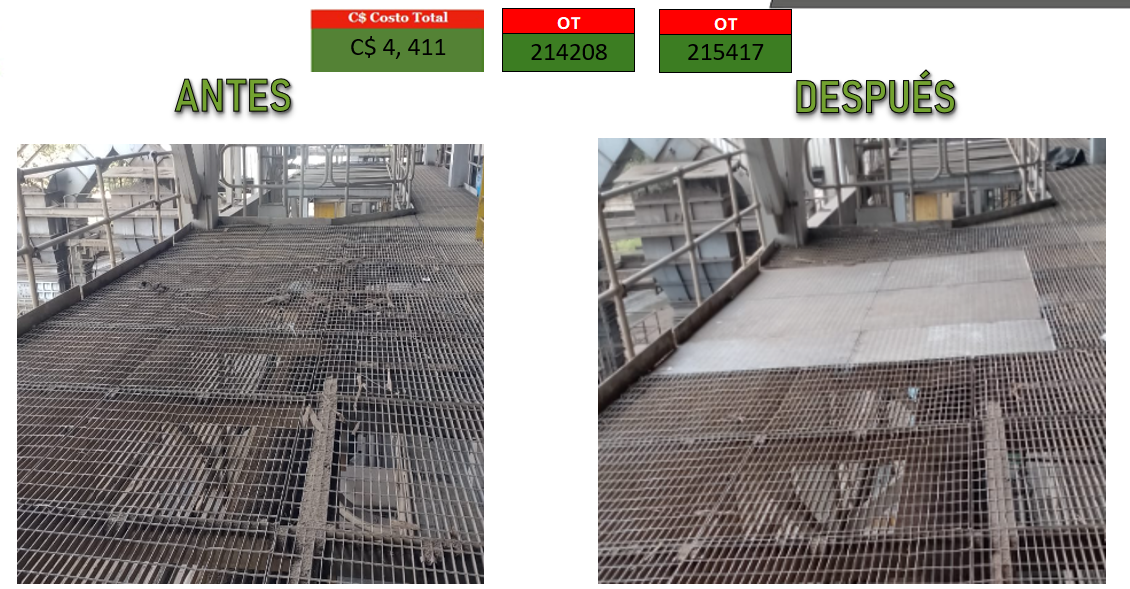 C$ Costo Total
C$ 4, 411
OT
214208
OT
215417
ANTES
DESPUÉS